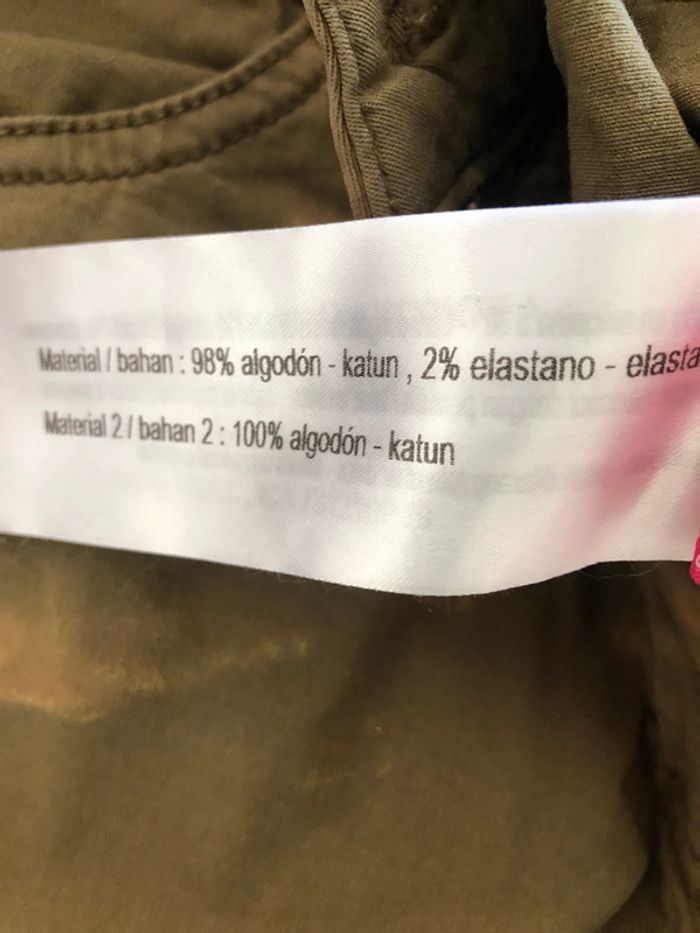 Material / bahan : 98% algodón - katun , 2% elastano - elasta
Material 2 / bahan 2 : 100% algodón - katun